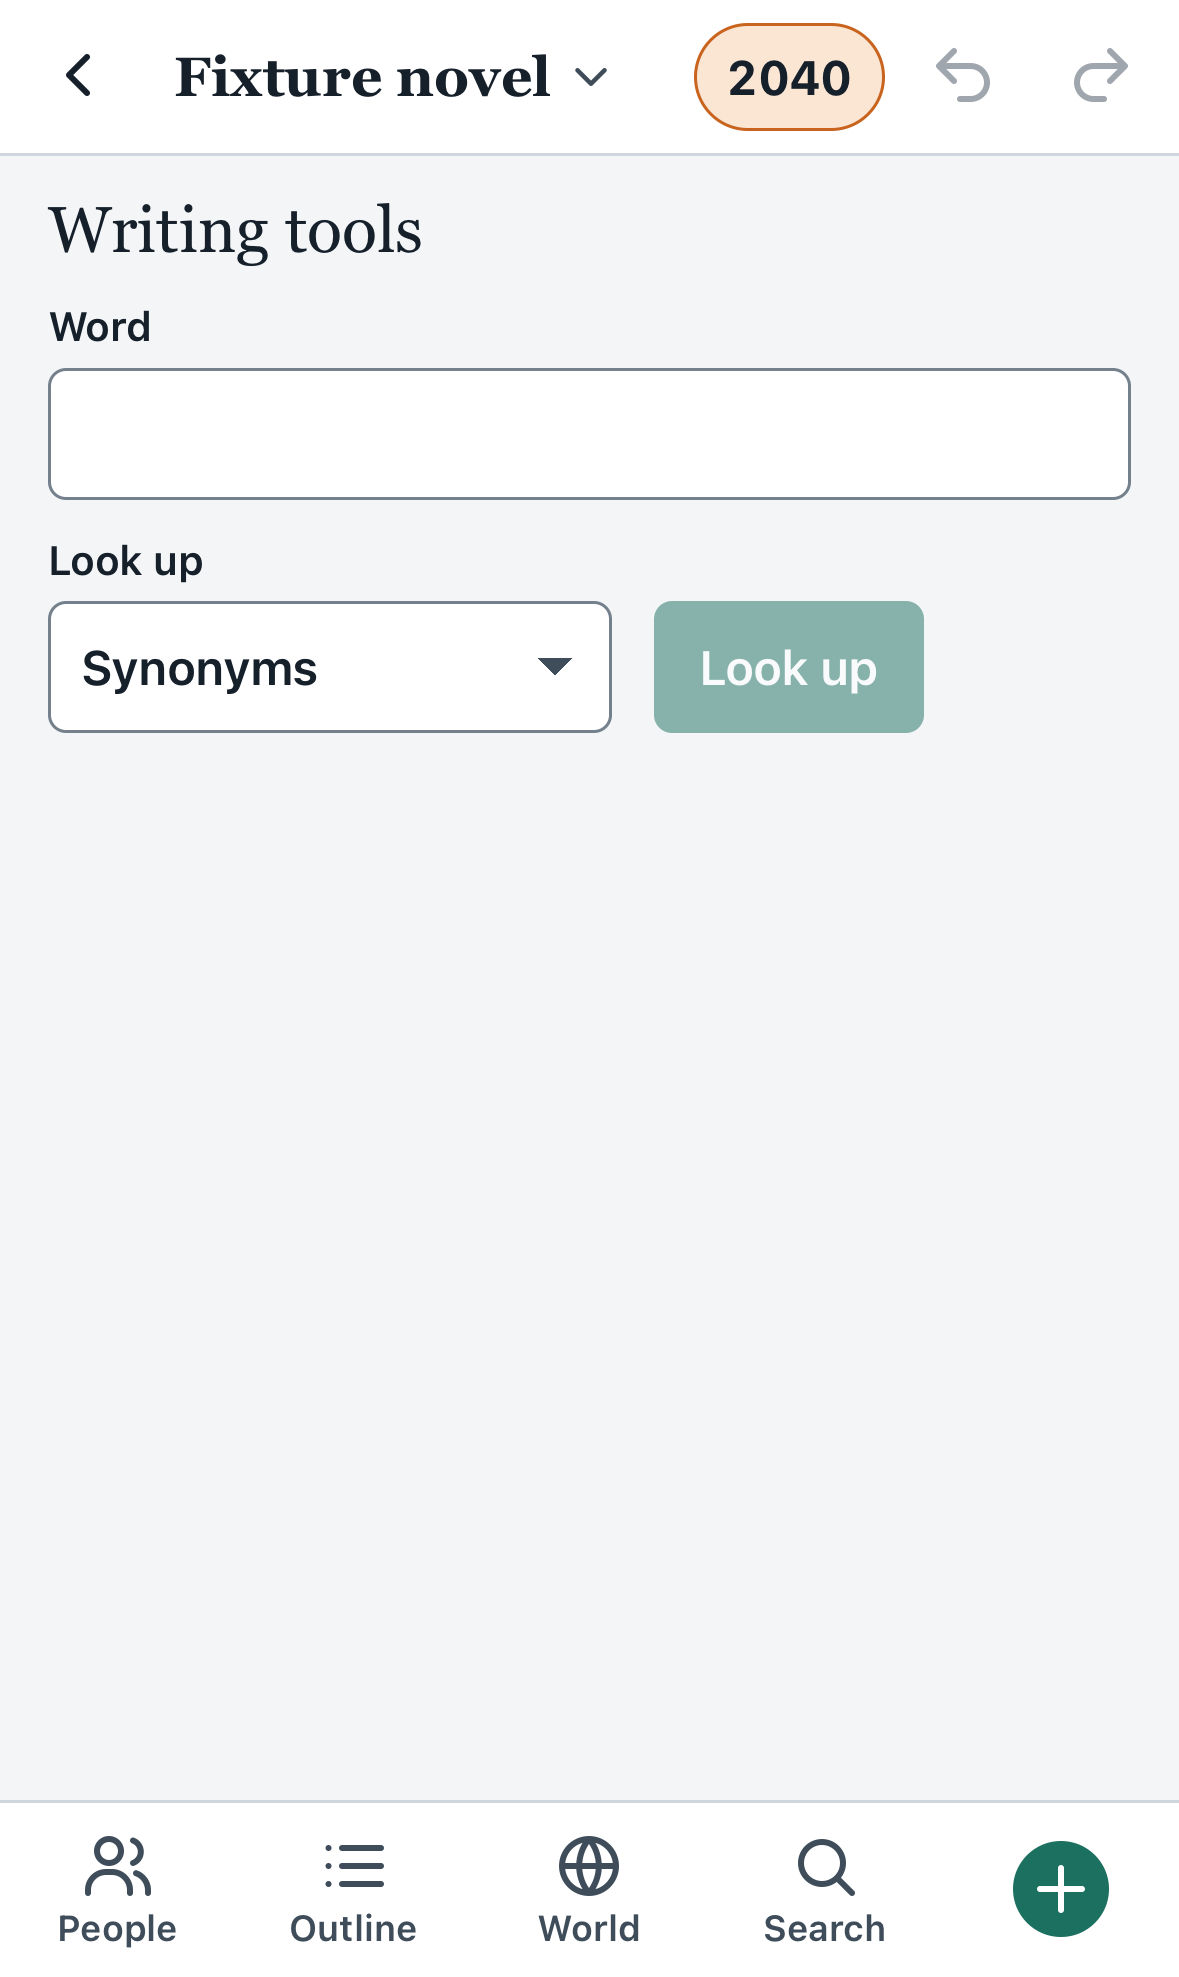 Fixture novel
2040
Writing tools
Word
Look up
Synonyms
Look up
People
Outline
World
Search